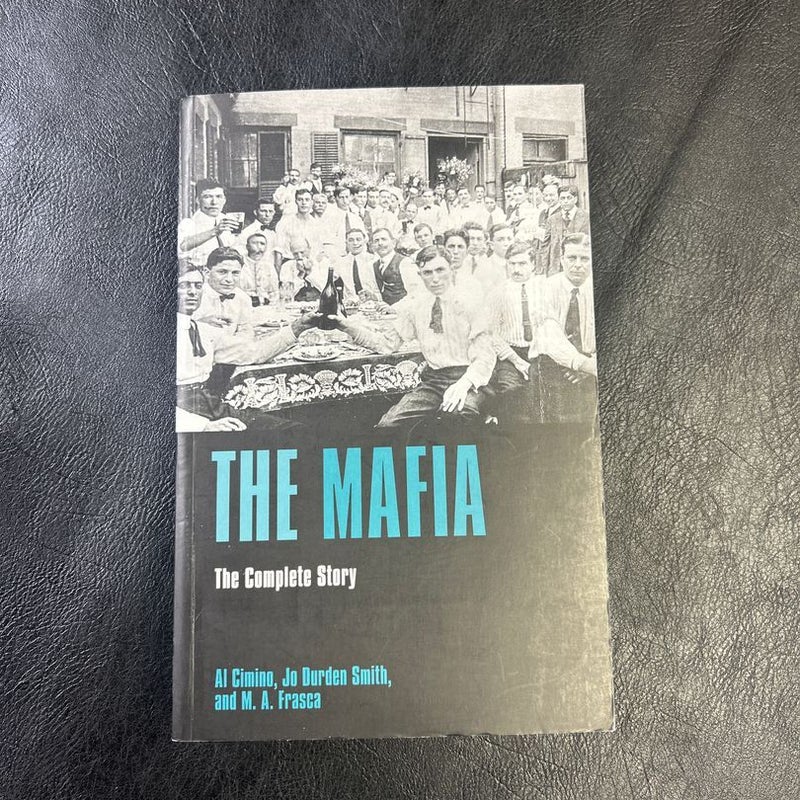 THE MAFIA
The Complete Story
Al Cimino, Jo Durden Smith,
and M. A. Frasca